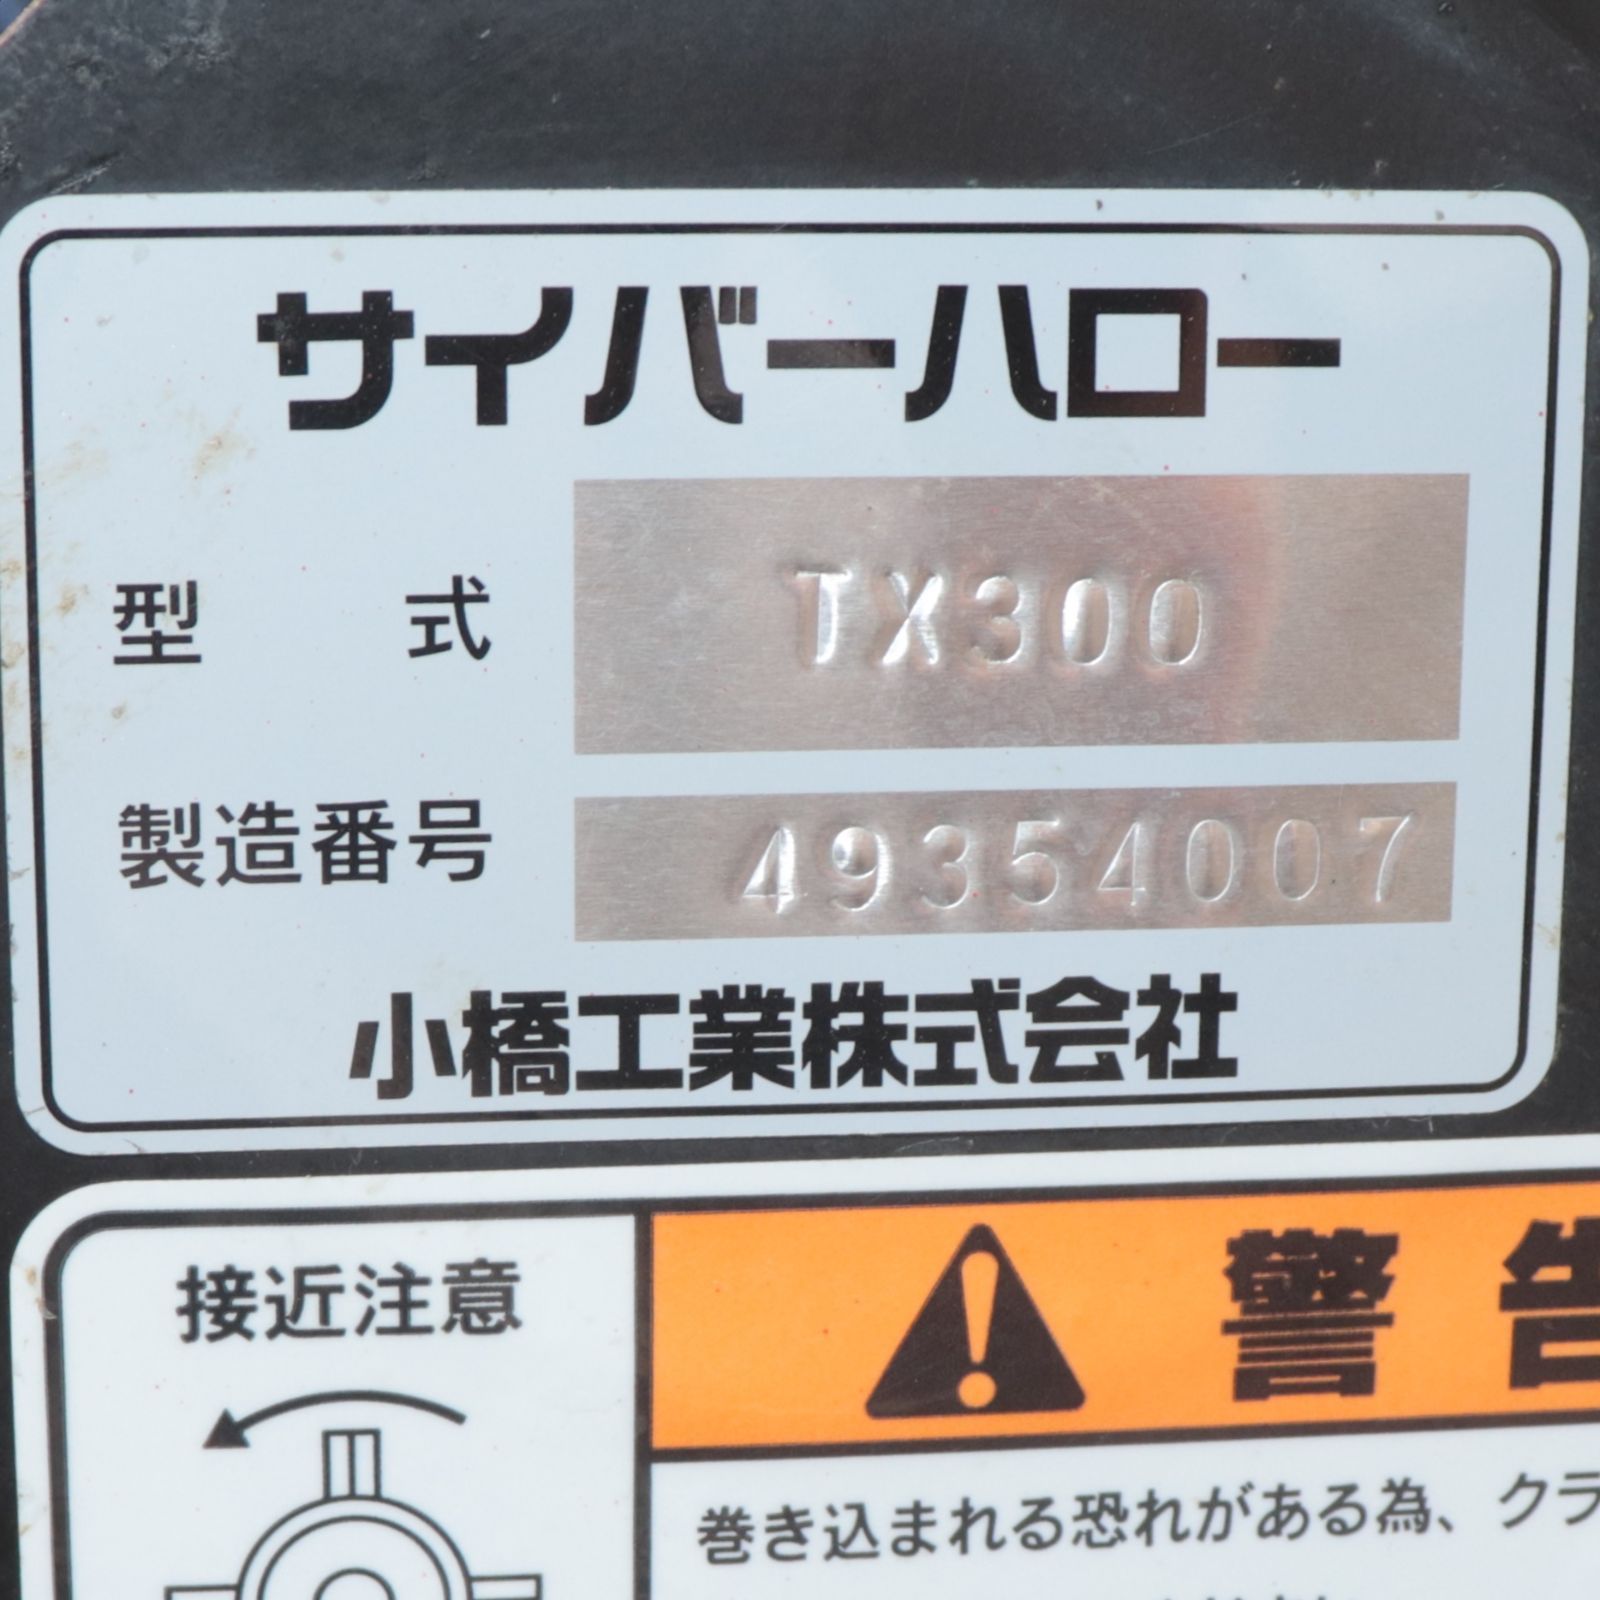 サイバーハロー
型式 TX300
製造番号 49354007
小橋工業株式会社
接近注意
警告
巻き込まれる恐れがある為、クラ